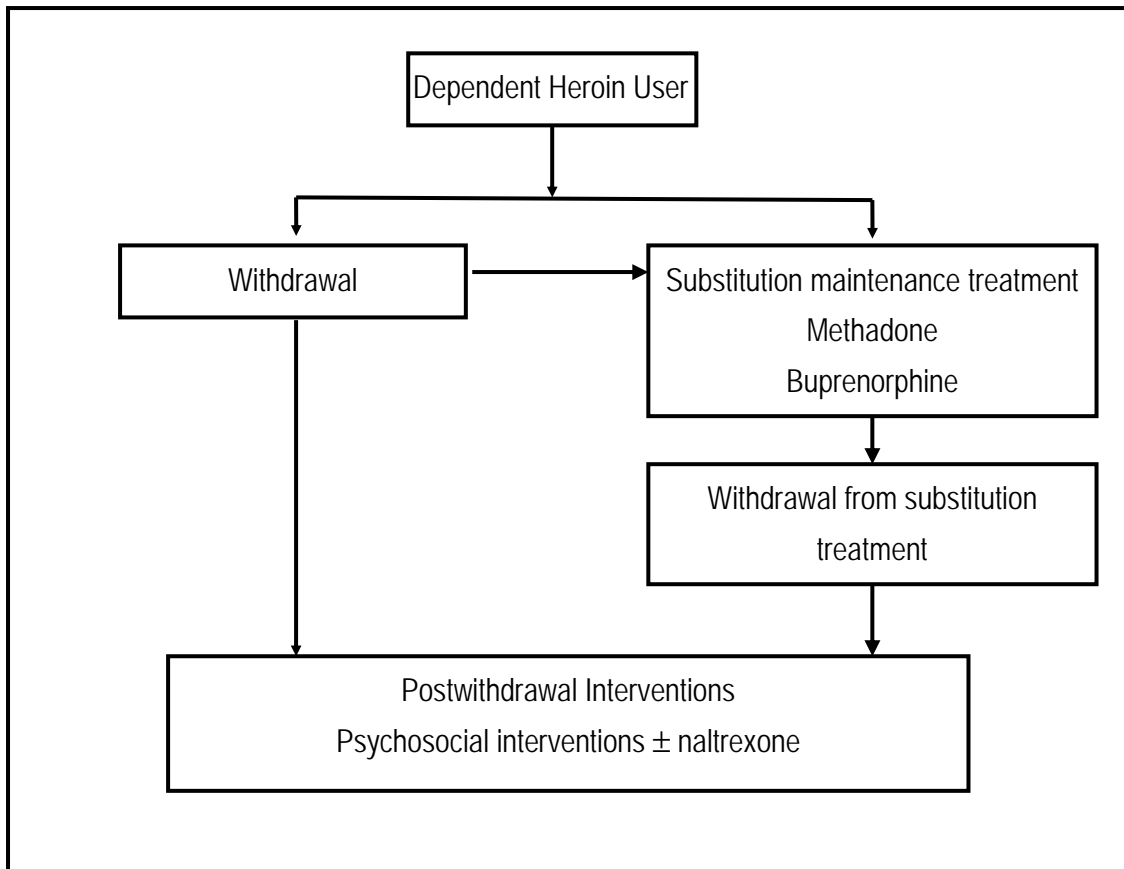 Dependent Heroin User
Withdrawal
Substitution maintenance treatment
Methadone
Buprenorphine
Withdrawal from substitution
treatment
Postwithdrawal Interventions
Psychosocial interventions ± naltrexone